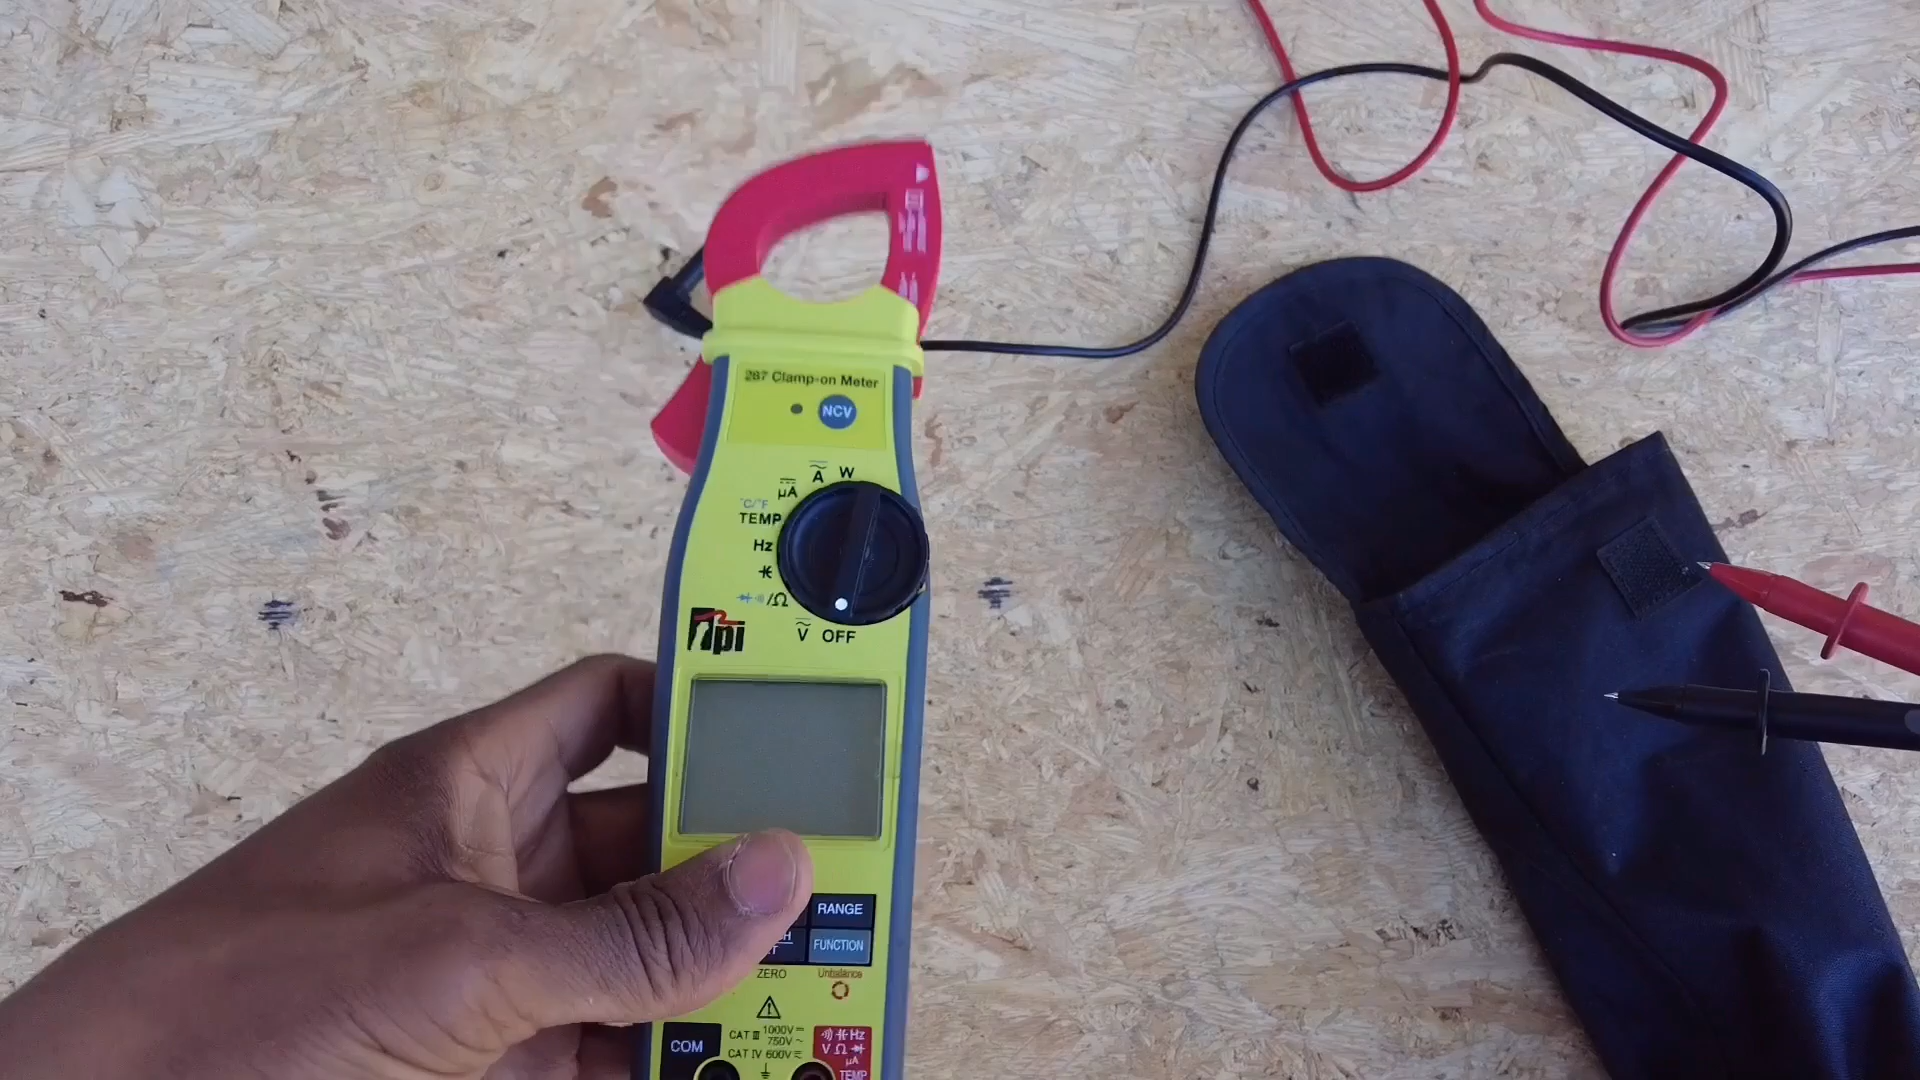 287 Clamp-on Meter
NCV
A
W
µA
°C/°F
TEMP
Hz
/Ω
V
OFF
tpi
RANGE
FUNCTION
ZERO
Unbalance
COM
CAT III 1000V
750V ~
CAT IV 600V
Hz
V Ω
µA
TEMP